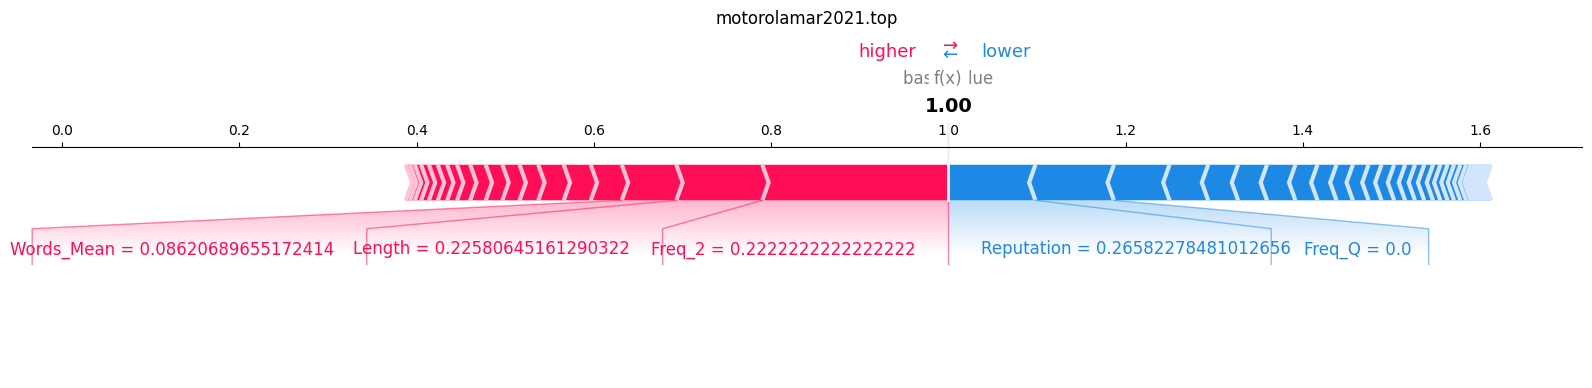 motorolamar2021.top
higher ⇄ lower
bas f(x) lue
1.00
0.0 0.2 0.4 0.6 0.8 1 0 1.2 1.4 1.6
Words_Mean = 0.08620689655172414 Length = 0.22580645161290322 Freq_2 = 0.2222222222222222 Reputation = 0.26582278481012656 Freq_Q = 0.0